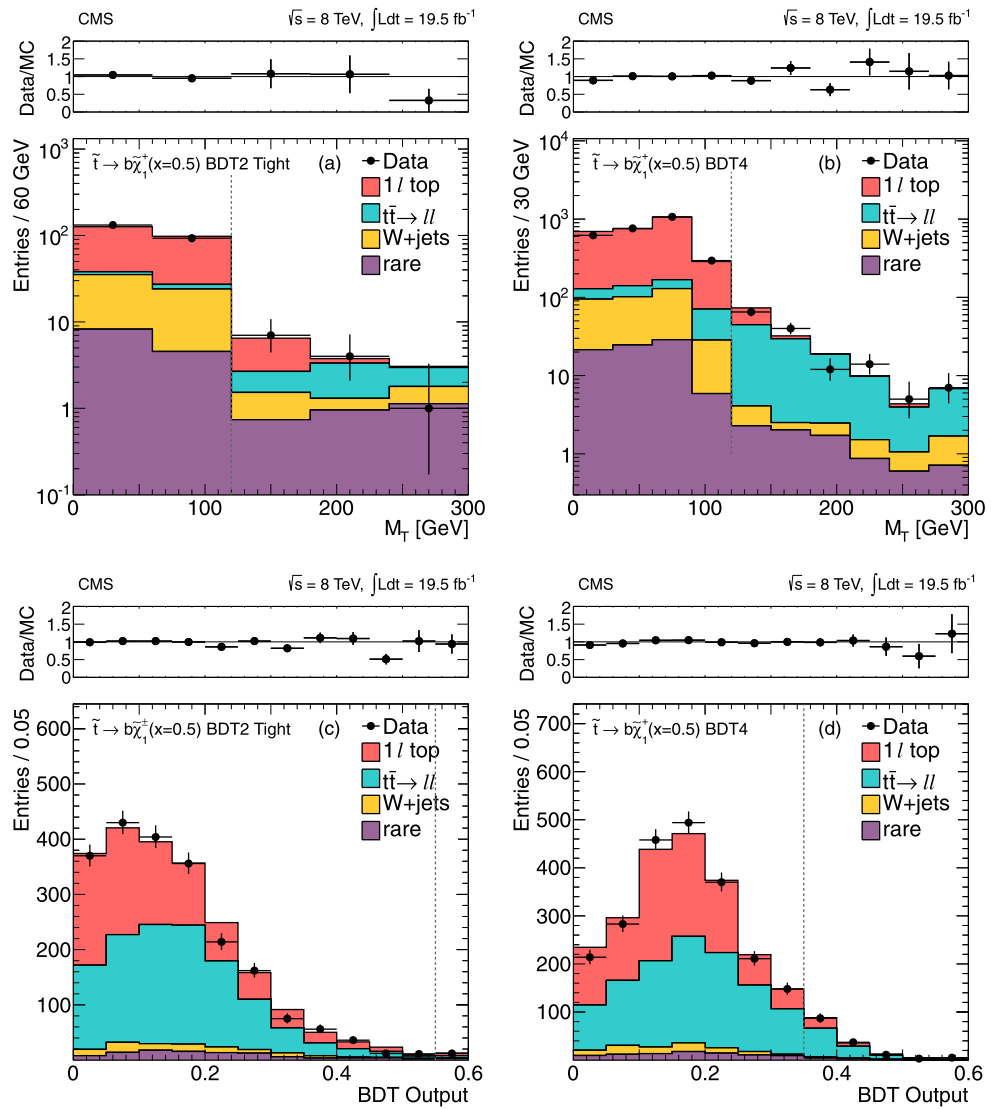 CMS √s = 8 TeV, ∫Ldt = 19.5 fb⁻¹
Data/MC
2
1.5
1
0.5
0
t̃ → bχ̃₁⁺(x=0.5) BDT2 Tight (a)
Data
1l top
tt̄ → ll
W+jets
rare
Entries / 60 GeV
10³
10²
10
1
10⁻¹
0 100 200 300
M_T [GeV]
CMS √s = 8 TeV, ∫Ldt = 19.5 fb⁻¹
Data/MC
2
1.5
1
0.5
0
t̃ → bχ̃₁⁺(x=0.5) BDT4 (b)
Data
1l top
tt̄ → ll
W+jets
rare
Entries / 30 GeV
10⁴
10³
10²
10
1
0 100 200 300
M_T [GeV]
CMS √s = 8 TeV, ∫Ldt = 19.5 fb⁻¹
Data/MC
2
1.5
1
0.5
0
t̃ → bχ̃₁±(x=0.5) BDT2 Tight (c)
Data
1l top
tt̄ → ll
W+jets
rare
Entries / 0.05
600
500
400
300
200
100
0 0.2 0.4 0.6
BDT Output
CMS √s = 8 TeV, ∫Ldt = 19.5 fb⁻¹
Data/MC
2
1.5
1
0.5
0
t̃ → bχ̃₁⁺(x=0.5) BDT4 (d)
Data
1l top
tt̄ → ll
W+jets
rare
Entries / 0.05
700
600
500
400
300
200
100
0 0.2 0.4 0.6
BDT Output